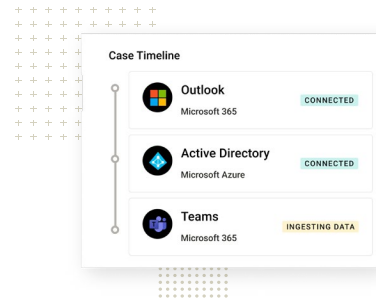 Case Timeline
Outlook
CONNECTED
Microsoft 365
Active Directory
CONNECTED
Microsoft Azure
Teams
INGESTING DATA
Microsoft 365